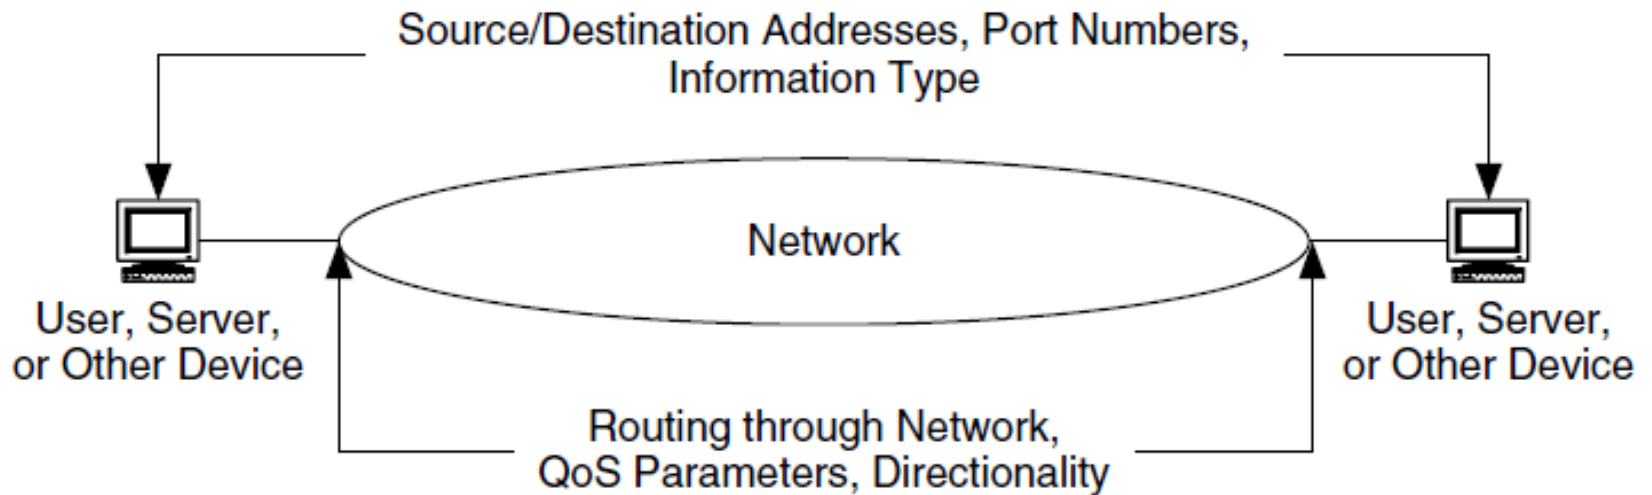 Source/Destination Addresses, Port Numbers,
Information Type
Network
User, Server,
or Other Device
User, Server,
or Other Device
Routing through Network,
QoS Parameters, Directionality